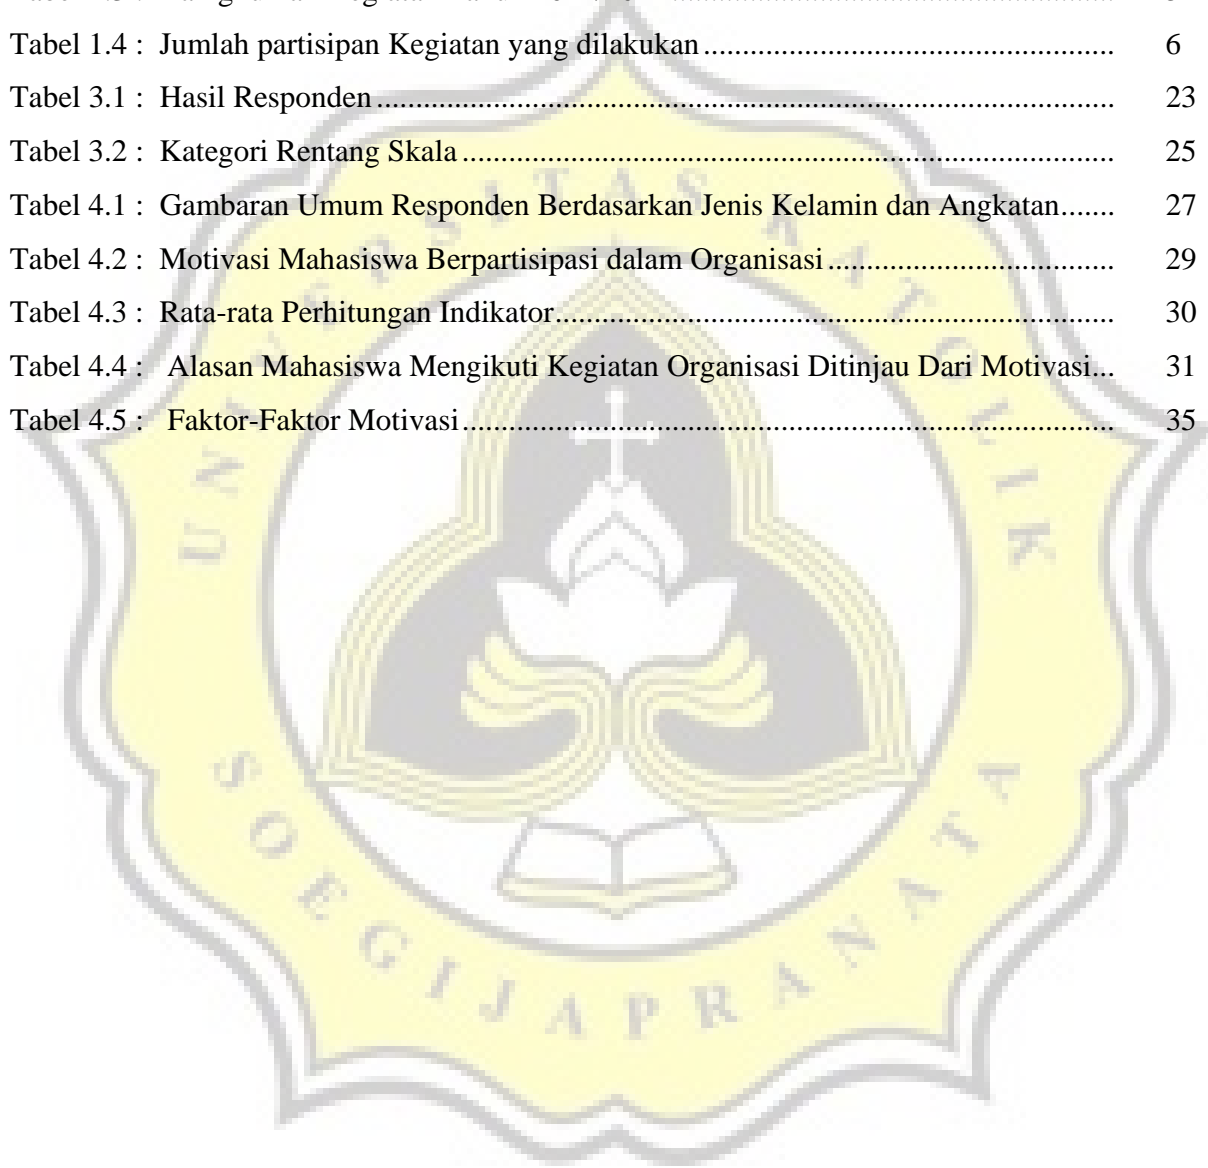 Tabel 1.4 : Jumlah partisipan Kegiatan yang dilakukan ................................................... 6
Tabel 3.1 : Hasil Responden ................................................... 23
Tabel 3.2 : Kategori Rentang Skala ................................................... 25
Tabel 4.1 : Gambaran Umum Responden Berdasarkan Jenis Kelamin dan Angkatan....... 27
Tabel 4.2 : Motivasi Mahasiswa Berpartisipasi dalam Organisasi ................................... 29
Tabel 4.3 : Rata-rata Perhitungan Indikator................................................... 30
Tabel 4.4 : Alasan Mahasiswa Mengikuti Kegiatan Organisasi Ditinjau Dari Motivasi... 31
Tabel 4.5 : Faktor-Faktor Motivasi ................................................... 35
UNIVERSITAS KATOLIK
SOEGIJAPRANATA